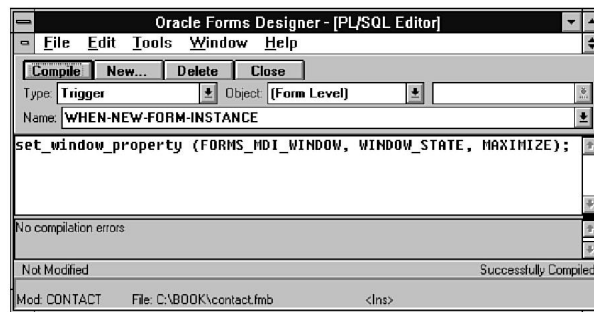 Oracle Forms Designer - [PL/SQL Editor]
File Edit Tools Window Help
Compile New... Delete Close
Type: Trigger Object: (Form Level)
Name: WHEN-NEW-FORM-INSTANCE
set_window_property (FORMS_MDI_WINDOW, WINDOW_STATE, MAXIMIZE);
No compilation errors
Not Modified Successfully Compiled
Mod: CONTACT File: C:\BOOK\contact.fmb <Ins>